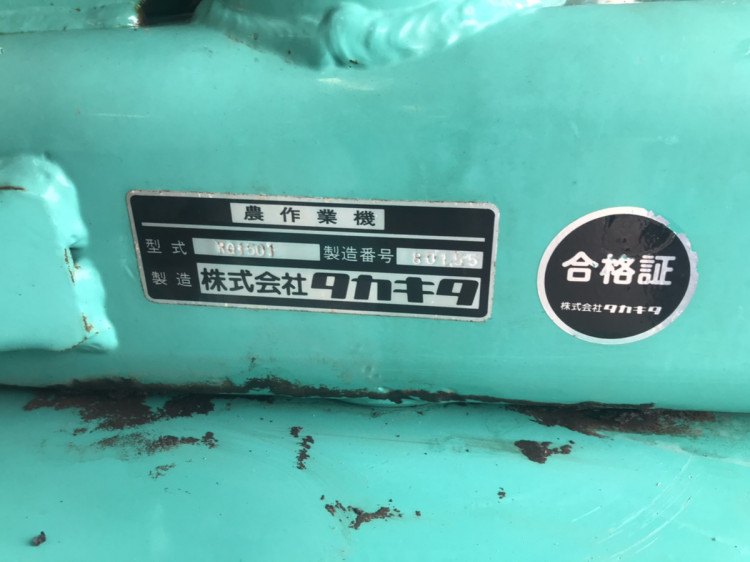 農作業機
型式 製造番号
製造 株式会社タカキタ
合格証
株式会社タカキタ